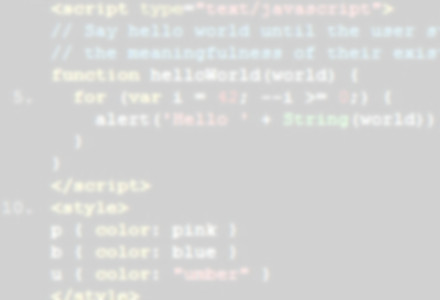 <script type="text/javascript">
// Say hello world until the user s
// the meaningfulness of their exis
function helloWorld(world) {
5. for (var i = 42; --i >= 0;) {
alert('Hello ' + String(world))
}
}
</script>
10. <style>
p { color: pink }
b { color: blue }
u { color: "umber" }
</style>